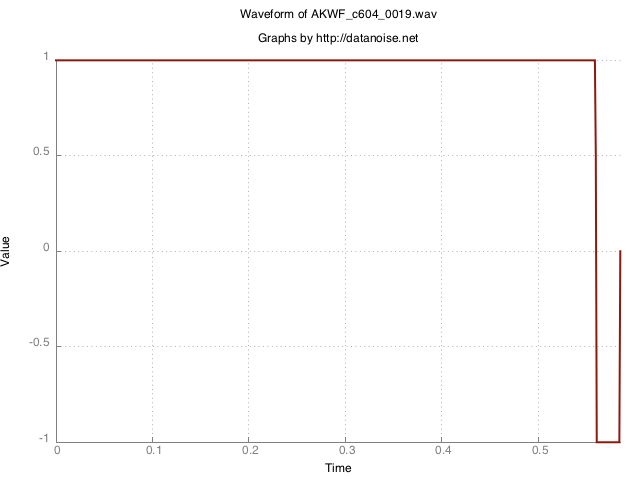 Waveform of AKWF_c604_0019.wav
Graphs by http://datanoise.net
1
0.5
0
-0.5
-1
Value
0 0.1 0.2 0.3 0.4 0.5
Time